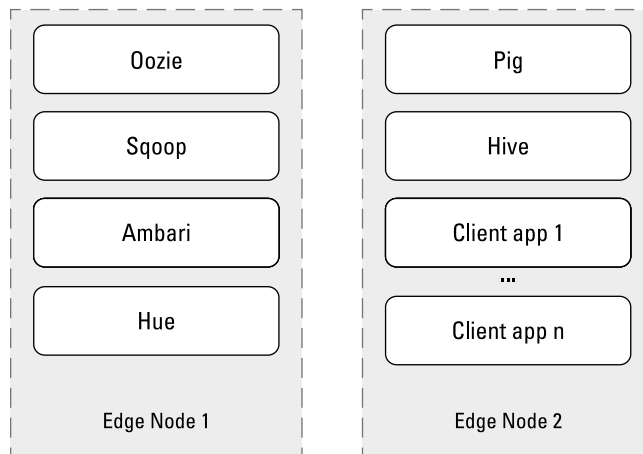 Oozie
Sqoop
Ambari
Hue
Edge Node 1
Pig
Hive
Client app 1
...
Client app n
Edge Node 2